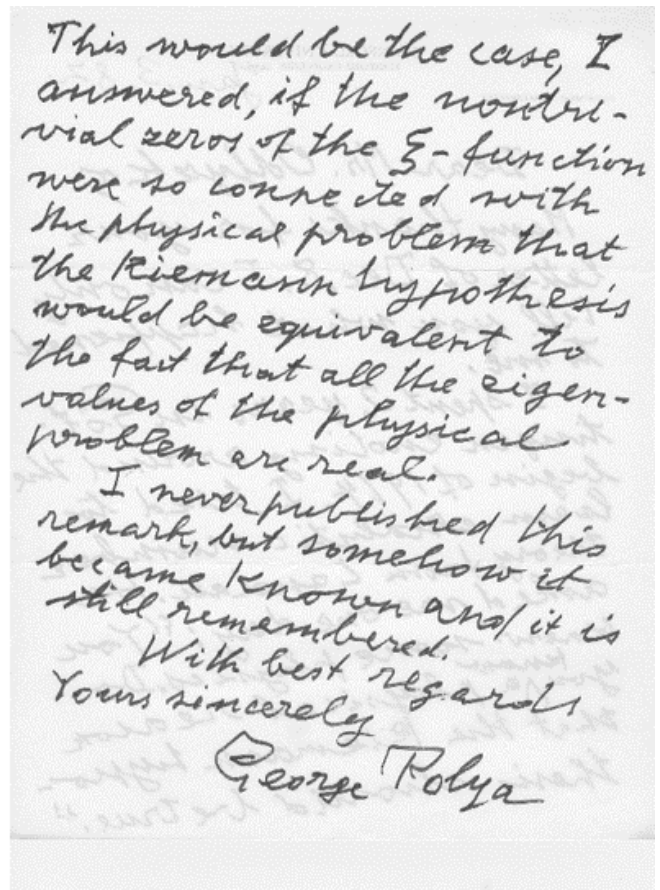 This would be the case, I
answered, if the nontri-
vial zeros of the ξ-function
were so connected with
the physical problem that
the Riemann hypothesis
would be equivalent to
the fact that all the eigen-
values of the physical
problem are real.
I never published this
remark, but somehow it
became known and it is
still remembered.
With best regards
Yours sincerely
George Polya